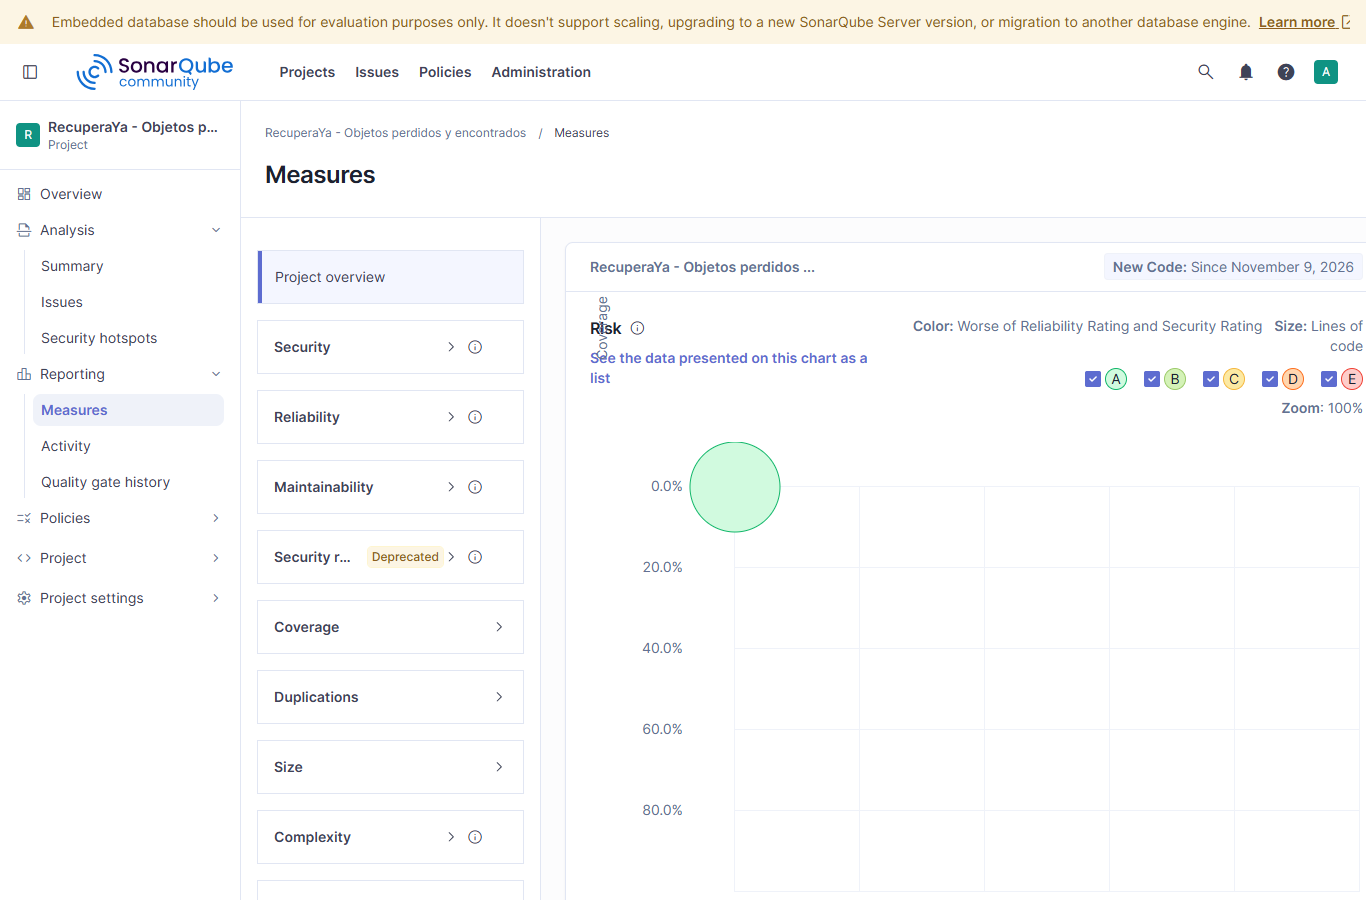 Embedded database should be used for evaluation purposes only. It doesn't support scaling, upgrading to a new SonarQube Server version, or migration to another database engine. Learn more
SonarQube
community
Projects
Issues
Policies
Administration
A
R
RecuperaYa - Objetos p...
Project
Overview
Analysis
Summary
Issues
Security hotspots
Reporting
Measures
Activity
Quality gate history
Policies
Project
Project settings
RecuperaYa - Objetos perdidos y encontrados / Measures
Measures
Project overview
Security
Reliability
Maintainability
Security r... Deprecated
Coverage
Duplications
Size
Complexity
RecuperaYa - Objetos perdidos ...
New Code: Since November 9, 2026
Risk
Coverage
See the data presented on this chart as a
list
Color: Worse of Reliability Rating and Security Rating Size: Lines of
code
A B C D E
Zoom: 100%
0.0%
20.0%
40.0%
60.0%
80.0%